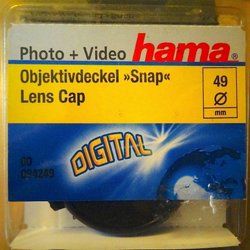 Photo + Video hama
Objektivdeckel »Snap«
Lens Cap
49
Ø
mm
DIGITAL
00
094249